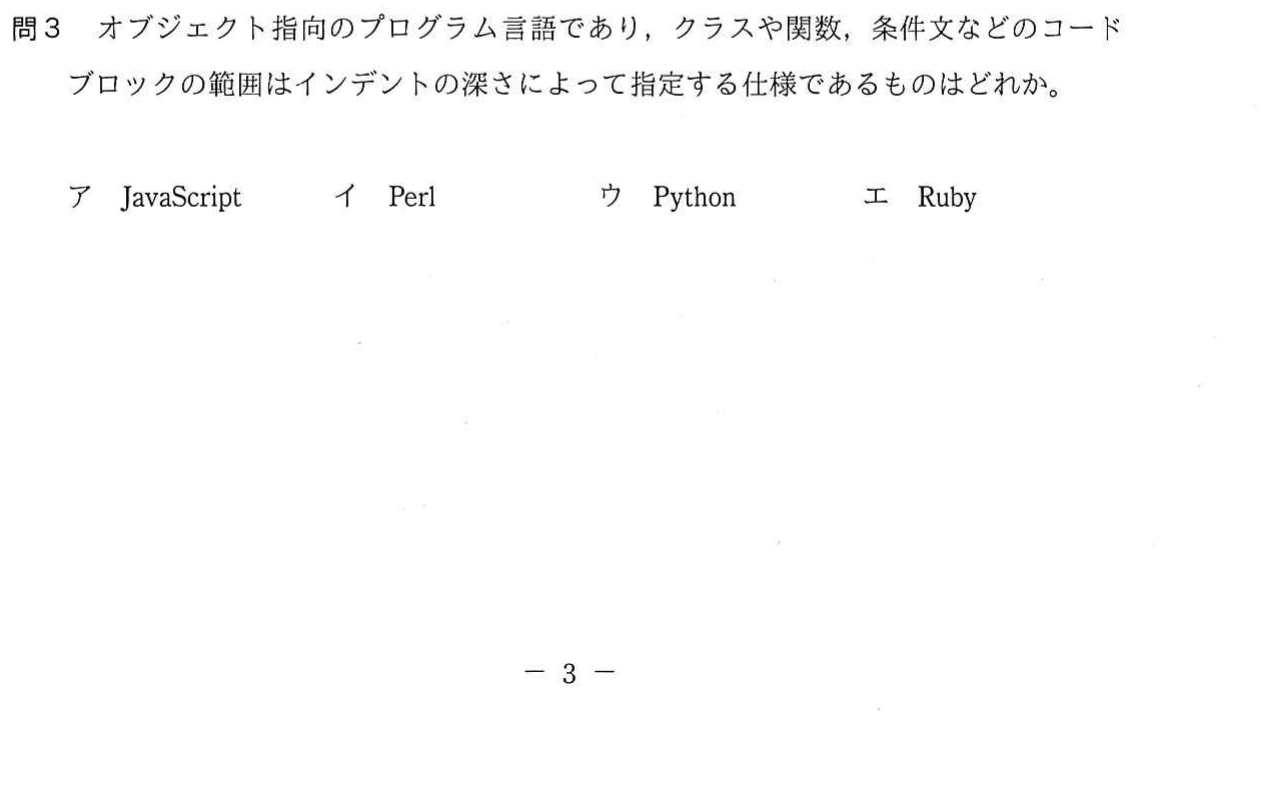 問3 オブジェクト指向のプログラム言語であり，クラスや関数，条件文などのコード
ブロックの範囲はインデントの深さによって指定する仕様であるものはどれか。
ア JavaScript イ Perl ウ Python エ Ruby
－ 3 －